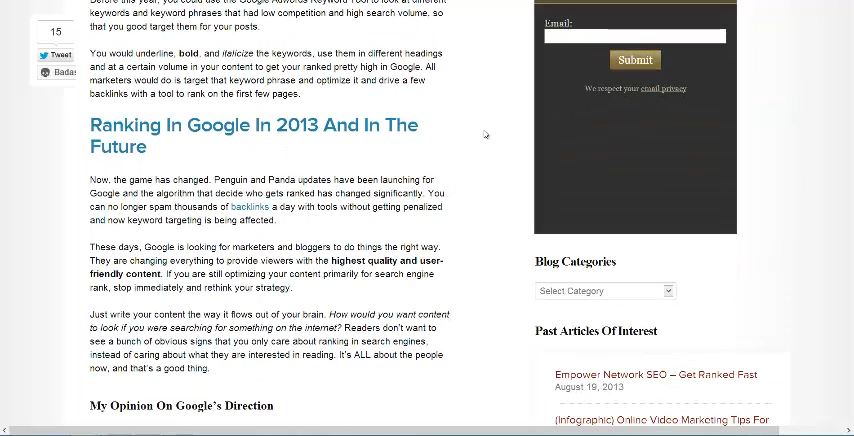 Before this year, you could use the Google Adwords Keyword Tool to look at different
keywords and keyword phrases that had low competition and high search volume, so
that you good target them for your posts.
15
Tweet
Badas
You would underline, bold, and italicize the keywords, use them in different headings
and at a certain volume in your content to get your ranked pretty high in Google. All
marketers would do is target that keyword phrase and optimize it and drive a few
backlinks with a tool to rank on the first few pages.
Ranking In Google In 2013 And In The
Future
Now, the game has changed. Penguin and Panda updates have been launching for
Google and the algorithm that decide who gets ranked has changed significantly. You
can no longer spam thousands of backlinks a day with tools without getting penalized
and now keyword targeting is being affected.
These days, Google is looking for marketers and bloggers to do things the right way.
They are changing everything to provide viewers with the highest quality and user-
friendly content. If you are still optimizing your content primarily for search engine
rank, stop immediately and rethink your strategy.
Just write your content the way it flows out of your brain. How would you want content
to look if you were searching for something on the internet? Readers don't want to
see a bunch of obvious signs that you only care about ranking in search engines,
instead of caring about what they are interested in reading. It's ALL about the people
now, and that's a good thing.
My Opinion On Google's Direction
Email:
Submit
We respect your email privacy
Blog Categories
Select Category
Past Articles Of Interest
Empower Network SEO – Get Ranked Fast
August 19, 2013
(Infographic) Online Video Marketing Tips For